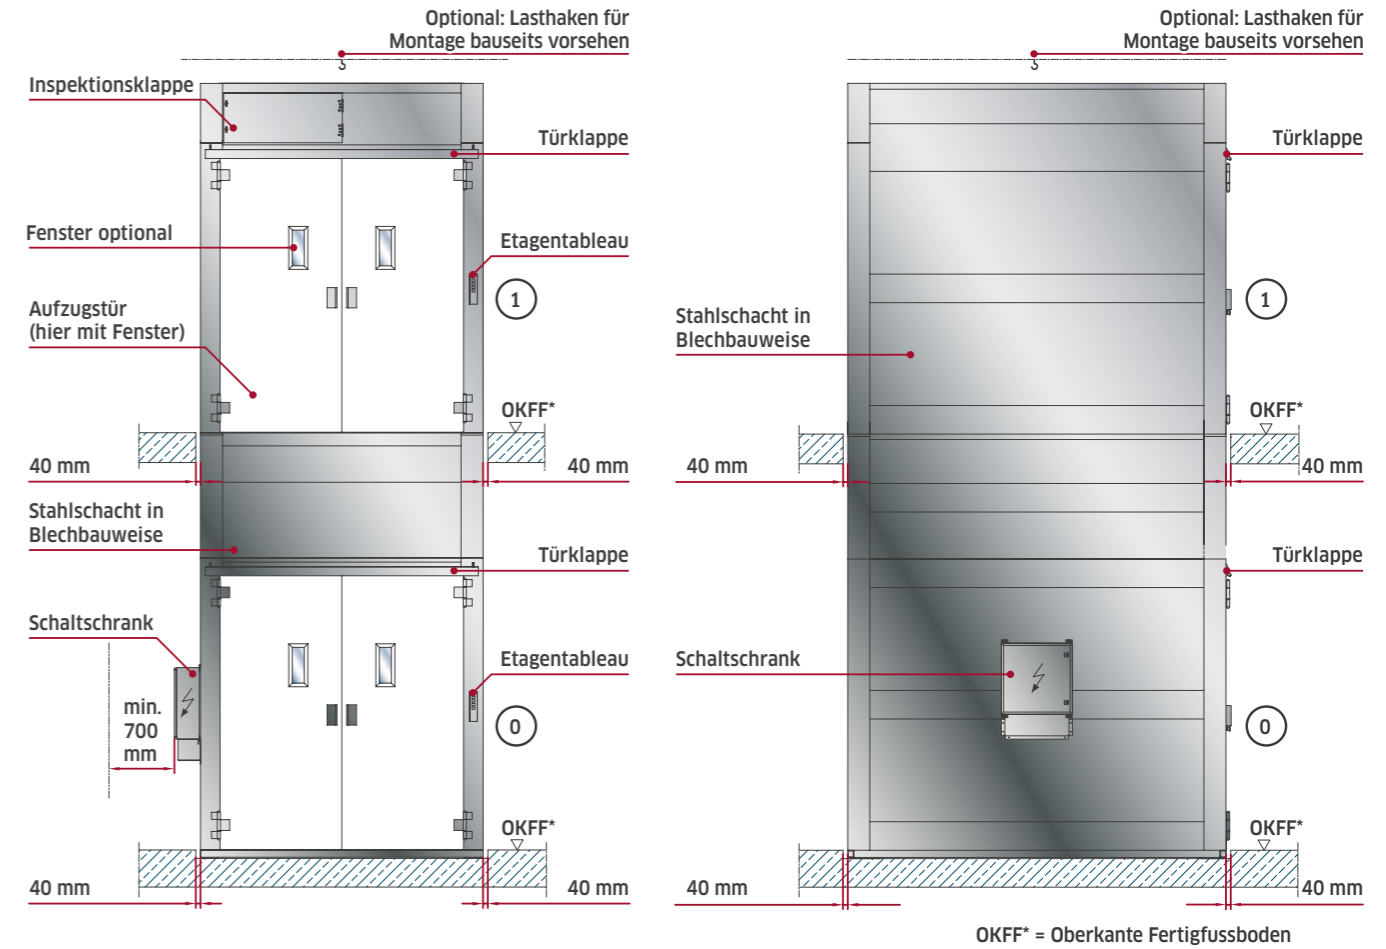 Optional: Lasthaken für
Montage bauseits vorsehen
Inspektionsklappe
Türklappe
Fenster optional
Etagentableau
1
Aufzugstür
(hier mit Fenster)
OKFF*
40 mm
40 mm
Stahlschacht in
Blechbauweise
Türklappe
Schaltschrank
Etagentableau
min.
700
mm
0
OKFF*
40 mm
40 mm
Optional: Lasthaken für
Montage bauseits vorsehen
Türklappe
1
Stahlschacht in
Blechbauweise
OKFF*
40 mm
40 mm
Türklappe
Schaltschrank
0
OKFF*
40 mm
40 mm
OKFF* = Oberkante Fertigfussboden